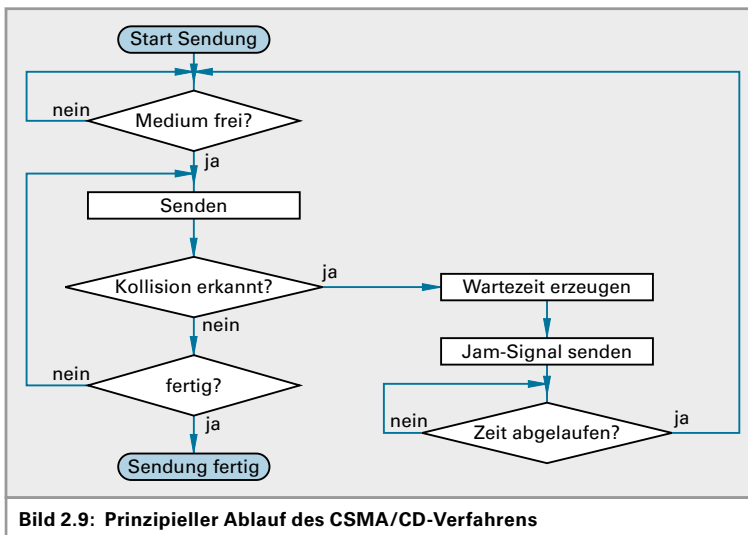 Start Sendung
nein
Medium frei?
ja
Senden
Kollision erkannt?
ja
Wartezeit erzeugen
nein
Jam-Signal senden
nein
fertig?
nein
Zeit abgelaufen?
ja
ja
Sendung fertig
Bild 2.9: Prinzipieller Ablauf des CSMA/CD-Verfahrens